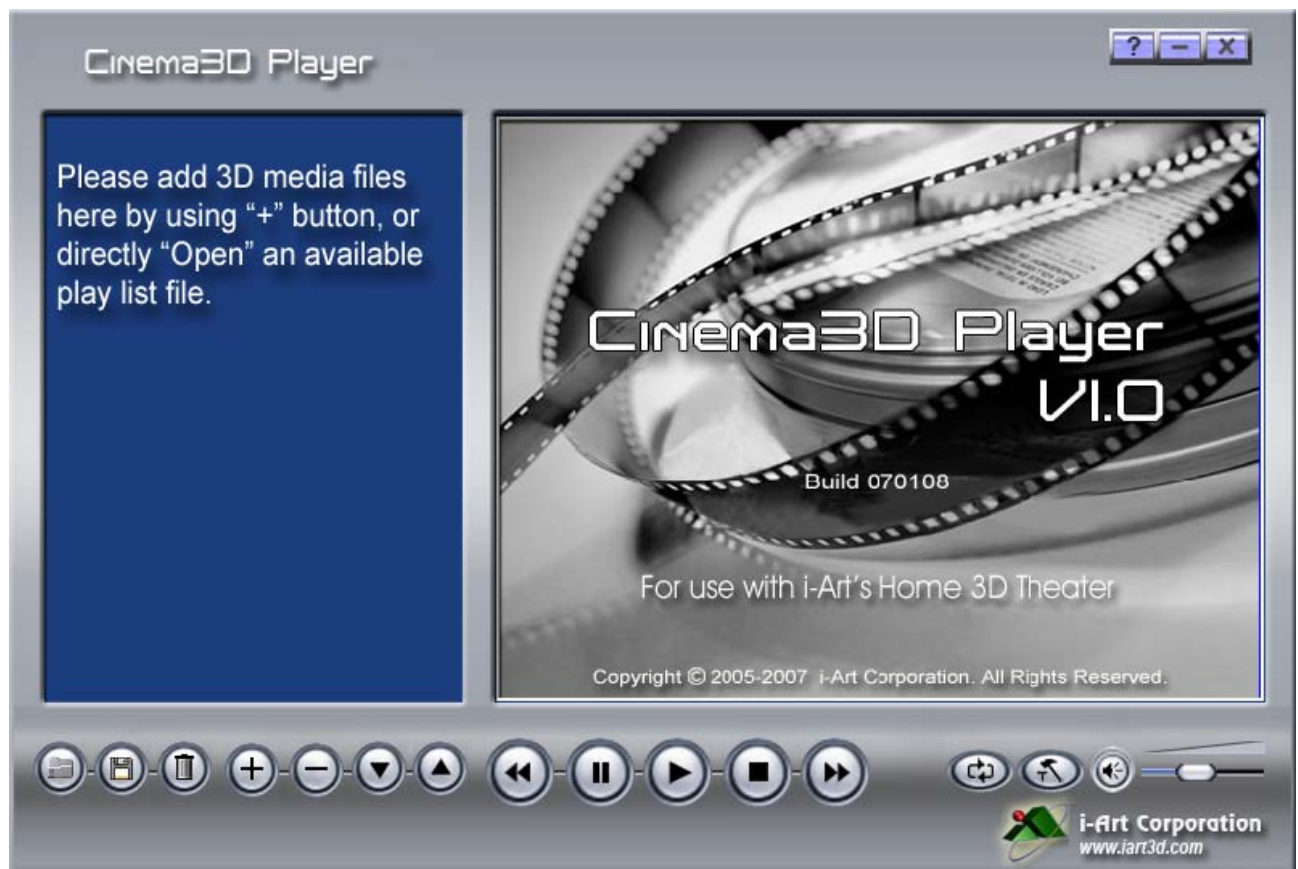 Cinema3D Player
?
Please add 3D media files
here by using “+” button, or
directly “Open” an available
play list file.
Cinema3D Player
V1.0
Build 070108
For use with i-Art's Home 3D Theater
Copyright © 2005-2007 i-Art Corporation. All Rights Reserved.
i-Art Corporation
www.iart3d.com